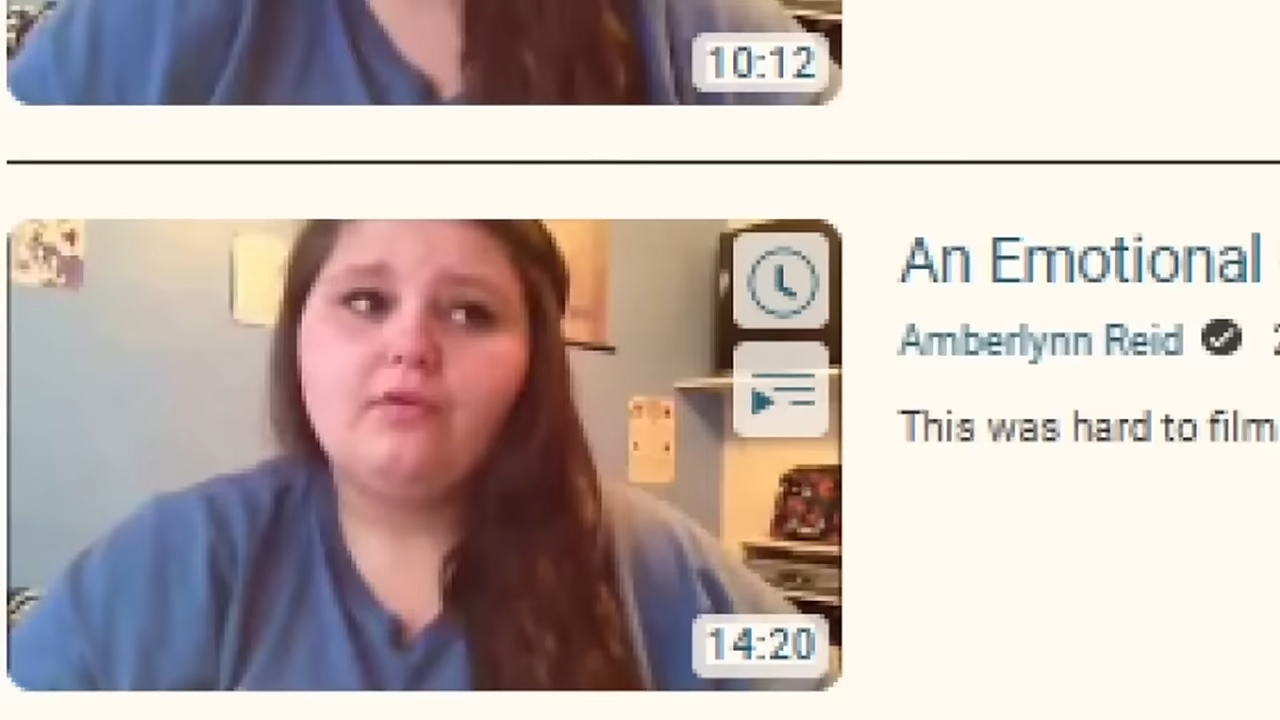 10:12
An Emotional
Amberlynn Reid
This was hard to film
14:20